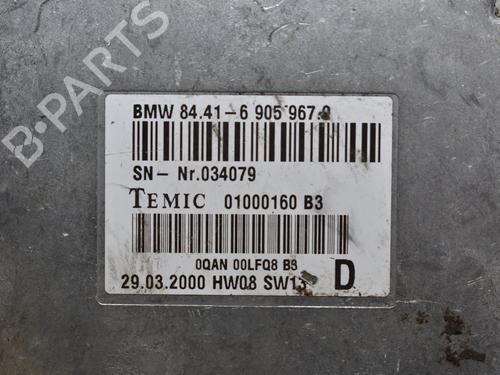 B-Parts
BMW 84.41-6 905 967.9
SN- Nr.034079
TEMIC 01000160 B3
0QAN 00LFQ8 B8
29.03.2000 HW08 SW13 D